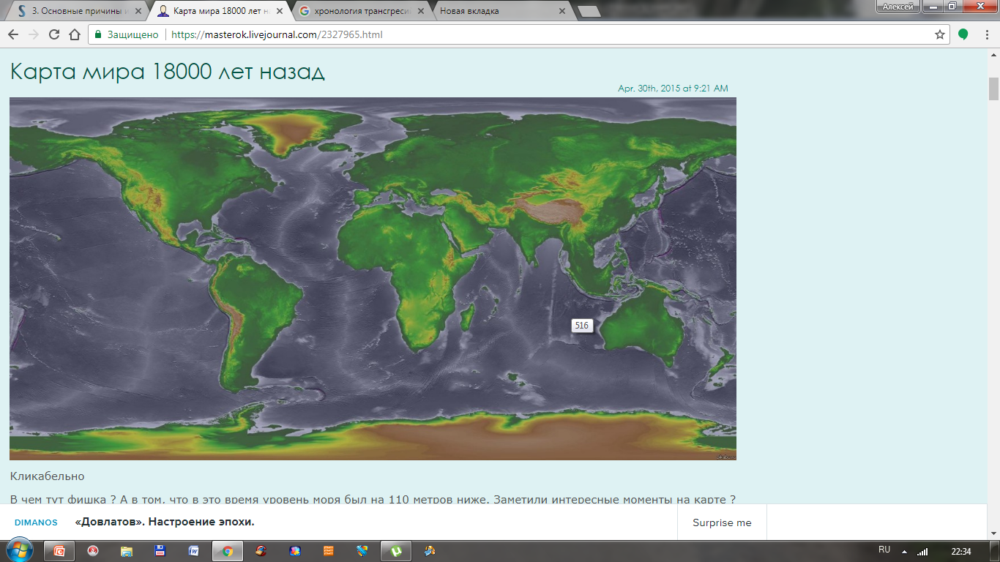 3. Основные причины и
Карта мира 18000 лет н
хронология трансгреси
Новая вкладка
Алексей
Защищено
https://masterok.livejournal.com/2327965.html
Карта мира 18000 лет назад
Apr. 30th, 2015 at 9:21 AM
516
Кликабельно
В чем тут фишка ? А в том, что в это время уровень моря был на 110 метров ниже. Заметили интересные моменты на карте ?
DIMANOS
«Довлатов». Настроение эпохи.
Surprise me
RU
22:34